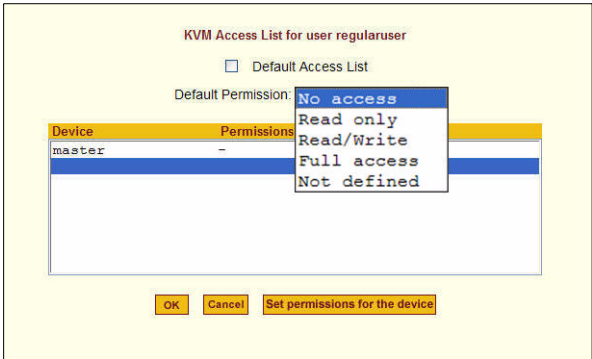 KVM Access List for user regularuser
Default Access List
Default Permission: No access
Read only
Read/Write
Full access
Not defined
Device Permissions
master -
OK Cancel Set permissions for the device